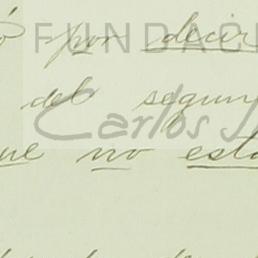 ó por decir
del segun
que no esta
FUNDACI
Carlos